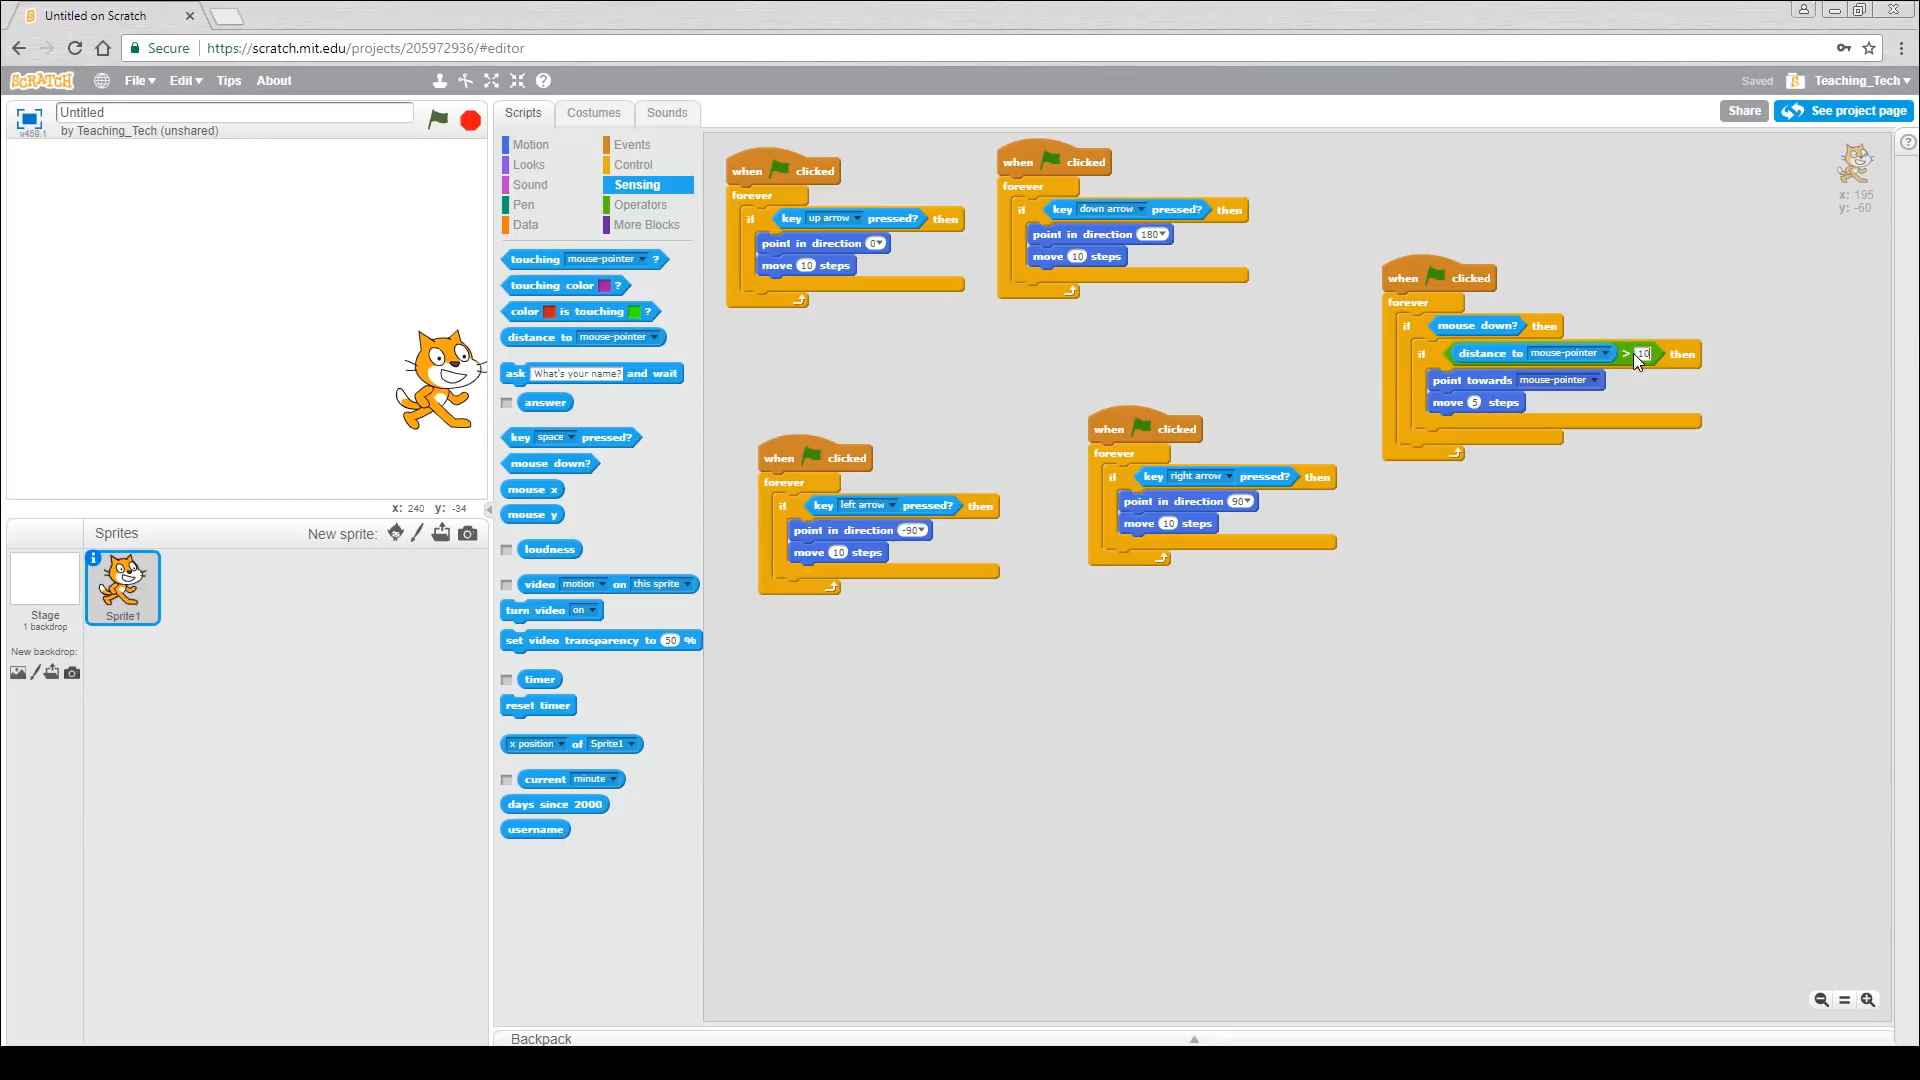 Untitled on Scratch
Secure https://scratch.mit.edu/projects/205972936/#editor
SCRATCH File Edit Tips About Saved Teaching_Tech
Untitled
by Teaching_Tech (unshared)
v459.1
Scripts Costumes Sounds Share See project page
Motion Events
Looks Control
Sound Sensing
Pen Operators
Data More Blocks
touching mouse-pointer ?
touching color ?
color is touching ?
distance to mouse-pointer
ask What's your name? and wait
answer
key space pressed?
mouse down?
mouse x
mouse y
loudness
video motion on this sprite
turn video on
set video transparency to 50 %
timer
reset timer
x position of Sprite1
current minute
days since 2000
username
when clicked
forever
if key up arrow pressed? then
point in direction 0
move 10 steps
when clicked
forever
if key down arrow pressed? then
point in direction 180
move 10 steps
when clicked
forever
if mouse down? then
if distance to mouse-pointer > 10 then
point towards mouse-pointer
move 5 steps
when clicked
forever
if key left arrow pressed? then
point in direction -90
move 10 steps
when clicked
forever
if key right arrow pressed? then
point in direction 90
move 10 steps
x: 195
y: -60
x: 240 y: -34
Sprites New sprite:
Stage
1 backdrop
Sprite1
New backdrop:
Backpack